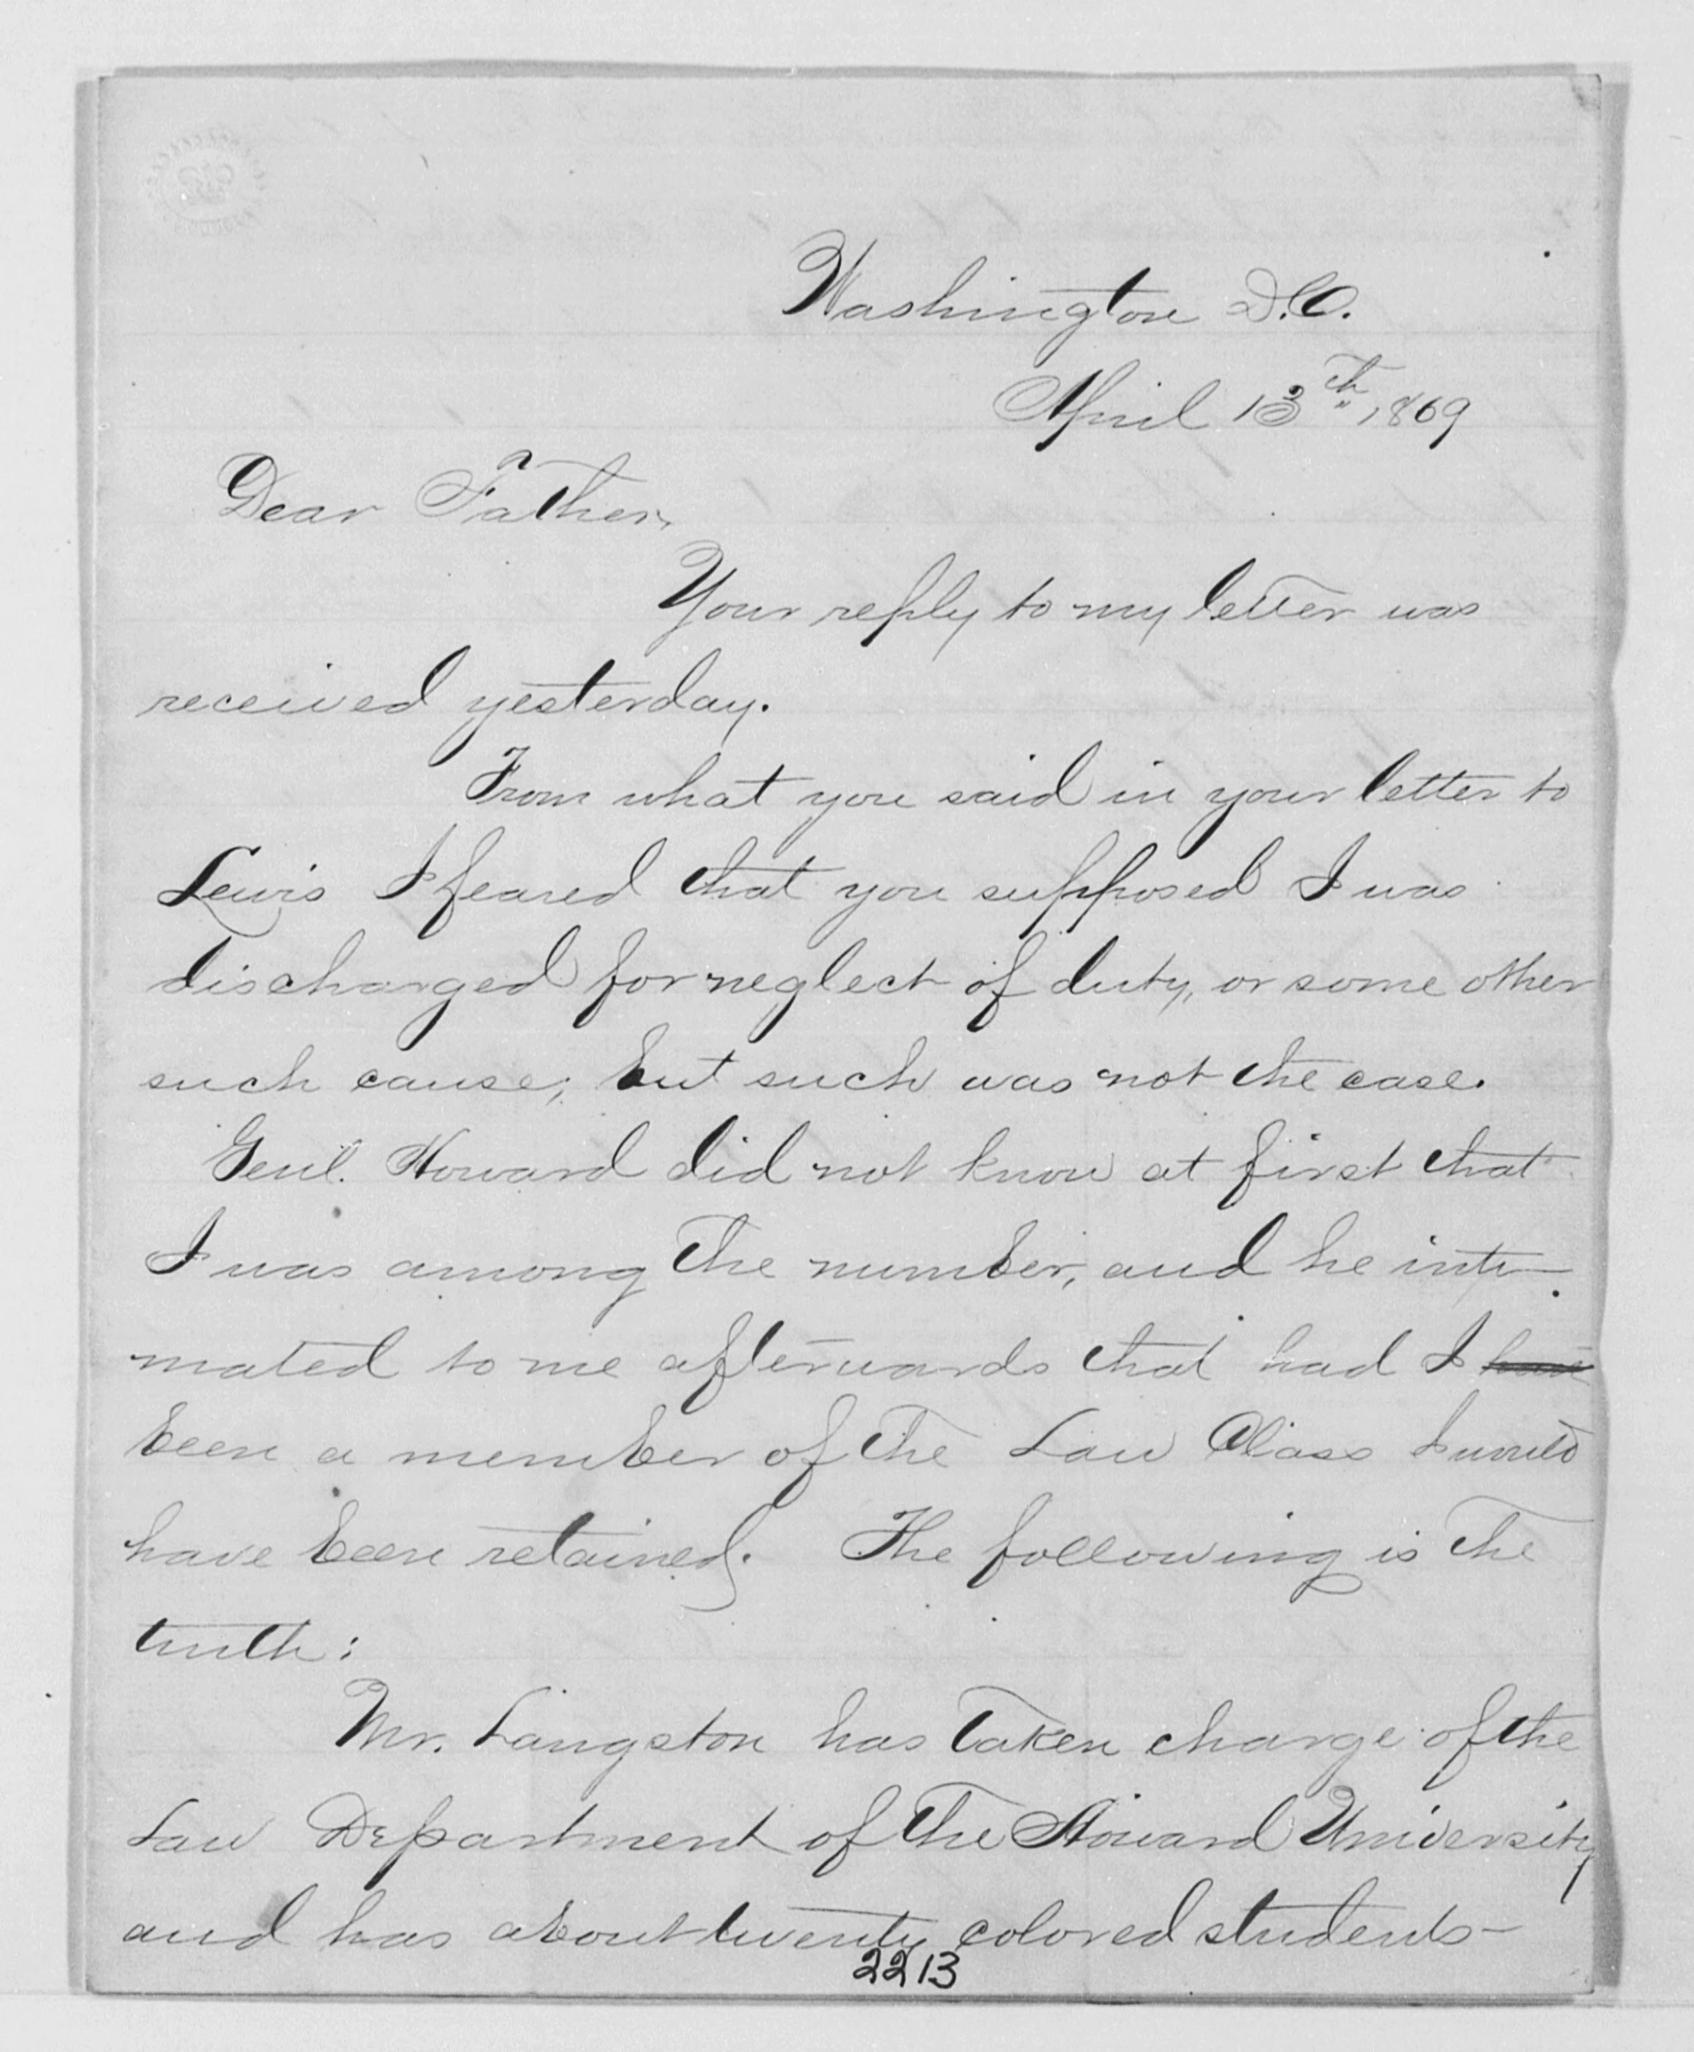 Washington D.C.
April 13th, 1869
Dear Father,
Your reply to my letter was
received yesterday.
From what you said in your letter to
Lewis I feared that you supposed I was
discharged for neglect of duty, or some other
such cause; but such was not the case.
Genl. Howard did not know at first that
I was among the number, and he inti-
mated to me afterwards that had I have
been a member of the Law Class I would
have been retained. The following is the
truth:
Mr. Langston has taken charge of the
Law Department of the Howard University
and has about twenty colored students—
2213